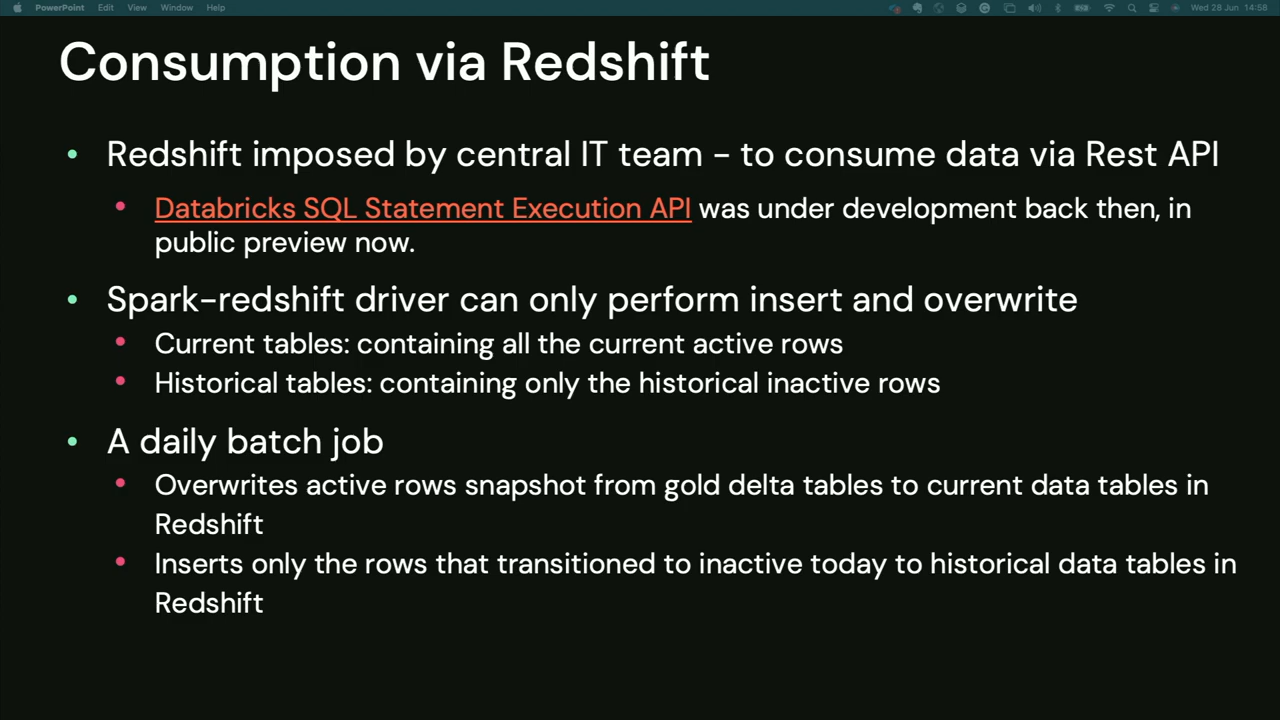 PowerPoint Edit View Window Help Wed 28 Jun 14:58
Consumption via Redshift
• Redshift imposed by central IT team - to consume data via Rest API
• Databricks SQL Statement Execution API was under development back then, in
public preview now.
• Spark-redshift driver can only perform insert and overwrite
• Current tables: containing all the current active rows
• Historical tables: containing only the historical inactive rows
• A daily batch job
• Overwrites active rows snapshot from gold delta tables to current data tables in
Redshift
• Inserts only the rows that transitioned to inactive today to historical data tables in
Redshift